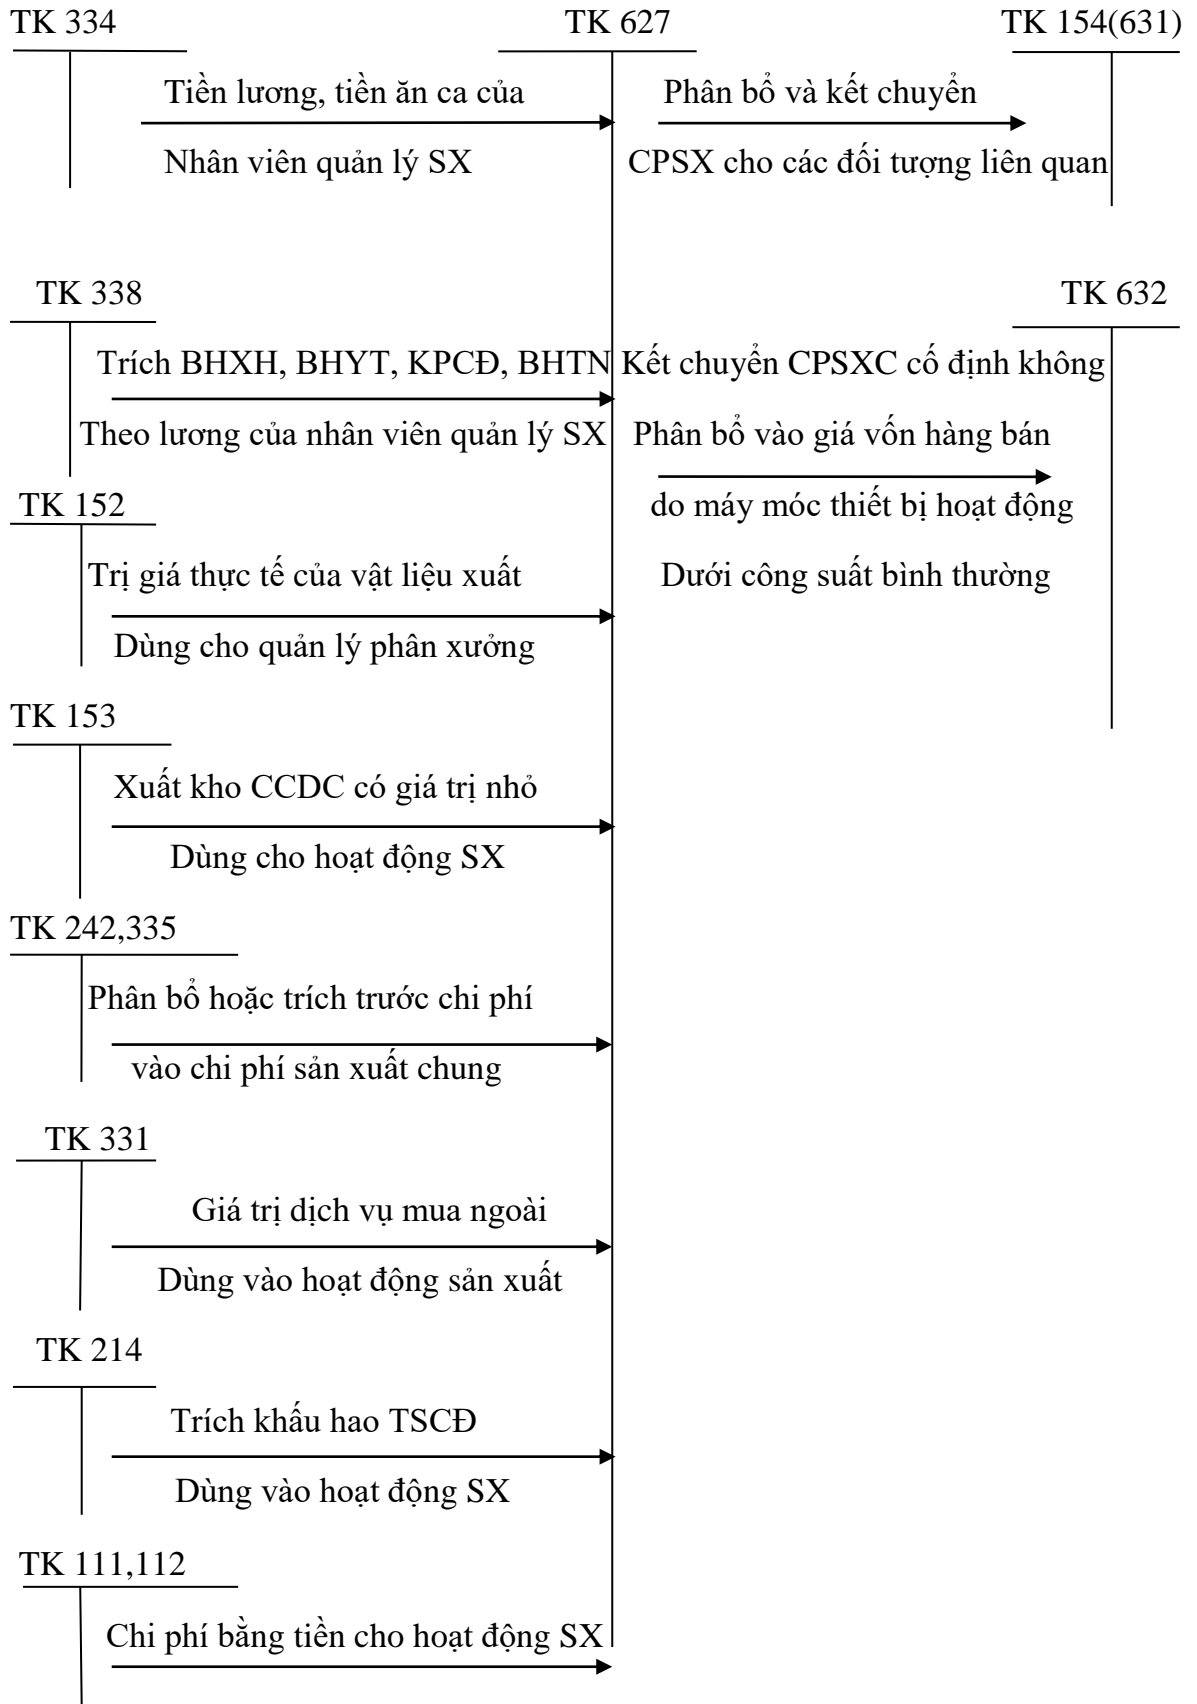 TK 334
TK 627
TK 154(631)
Tiền lương, tiền ăn ca của
Phân bổ và kết chuyển
Nhân viên quản lý SX
CPSX cho các đối tượng liên quan
TK 338
TK 632
Trích BHXH, BHYT, KPCĐ, BHTN
Kết chuyển CPSXC cố định không
Theo lương của nhân viên quản lý SX
Phân bổ vào giá vốn hàng bán
TK 152
do máy móc thiết bị hoạt động
Trị giá thực tế của vật liệu xuất
Dưới công suất bình thường
Dùng cho quản lý phân xưởng
TK 153
Xuất kho CCDC có giá trị nhỏ
Dùng cho hoạt động SX
TK 242,335
Phân bổ hoặc trích trước chi phí
vào chi phí sản xuất chung
TK 331
Giá trị dịch vụ mua ngoài
Dùng vào hoạt động sản xuất
TK 214
Trích khấu hao TSCĐ
Dùng vào hoạt động SX
TK 111,112
Chi phí bằng tiền cho hoạt động SX